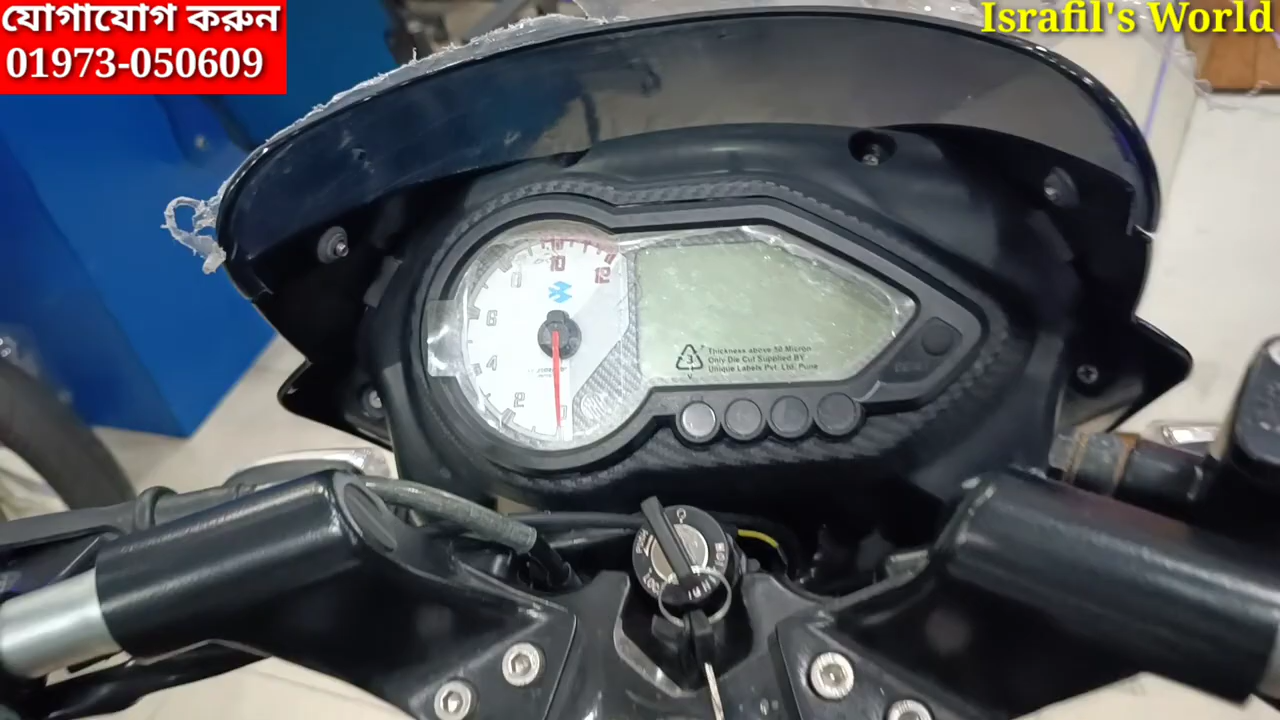 যোগাযোগ করুন
01973-050609
Israfil's World
10
12
8
6
4
2
0
3
V
Thickness above 50 Micron
Only Die Cut Supplied BY
Unique Labels Pvt. Ltd. Pune